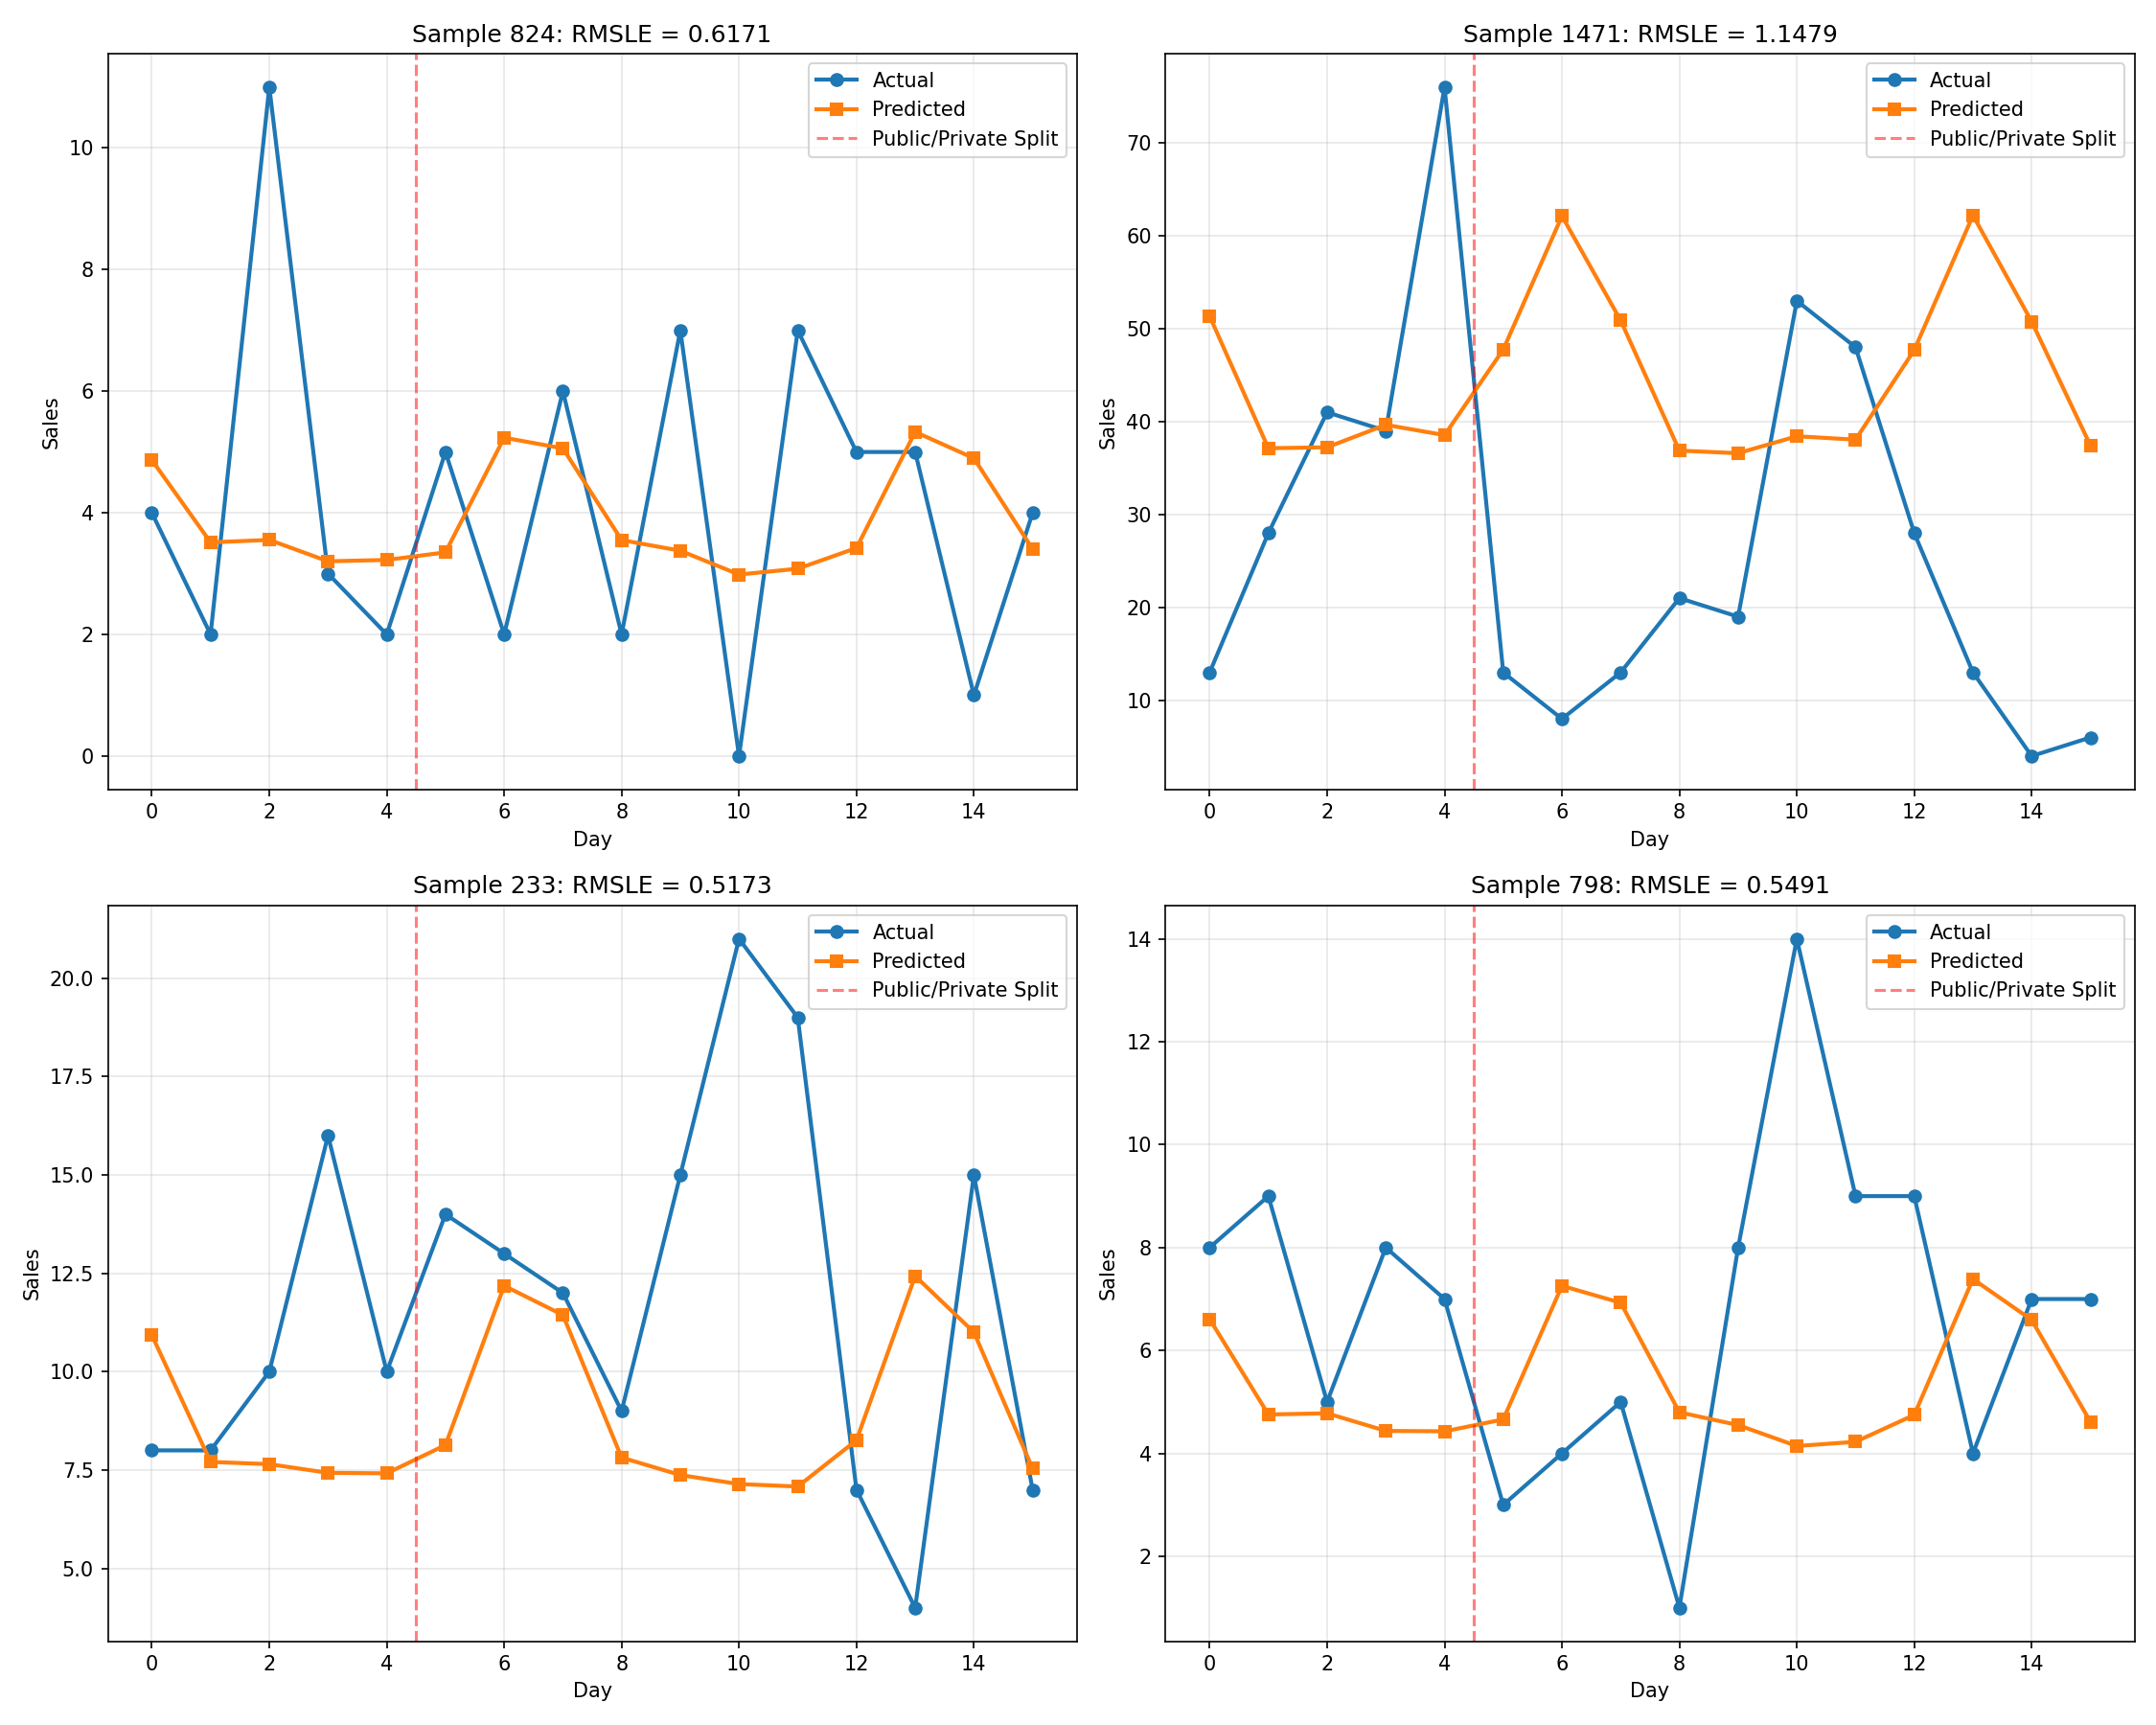 Sample 824: RMSLE = 0.6171
Actual
Predicted
Public/Private Split
Sales
10
8
6
4
2
0
0 2 4 6 8 10 12 14
Day
Sample 1471: RMSLE = 1.1479
Actual
Predicted
Public/Private Split
Sales
70
60
50
40
30
20
10
0 2 4 6 8 10 12 14
Day
Sample 233: RMSLE = 0.5173
Actual
Predicted
Public/Private Split
Sales
20.0
17.5
15.0
12.5
10.0
7.5
5.0
0 2 4 6 8 10 12 14
Day
Sample 798: RMSLE = 0.5491
Actual
Predicted
Public/Private Split
Sales
14
12
10
8
6
4
2
0 2 4 6 8 10 12 14
Day